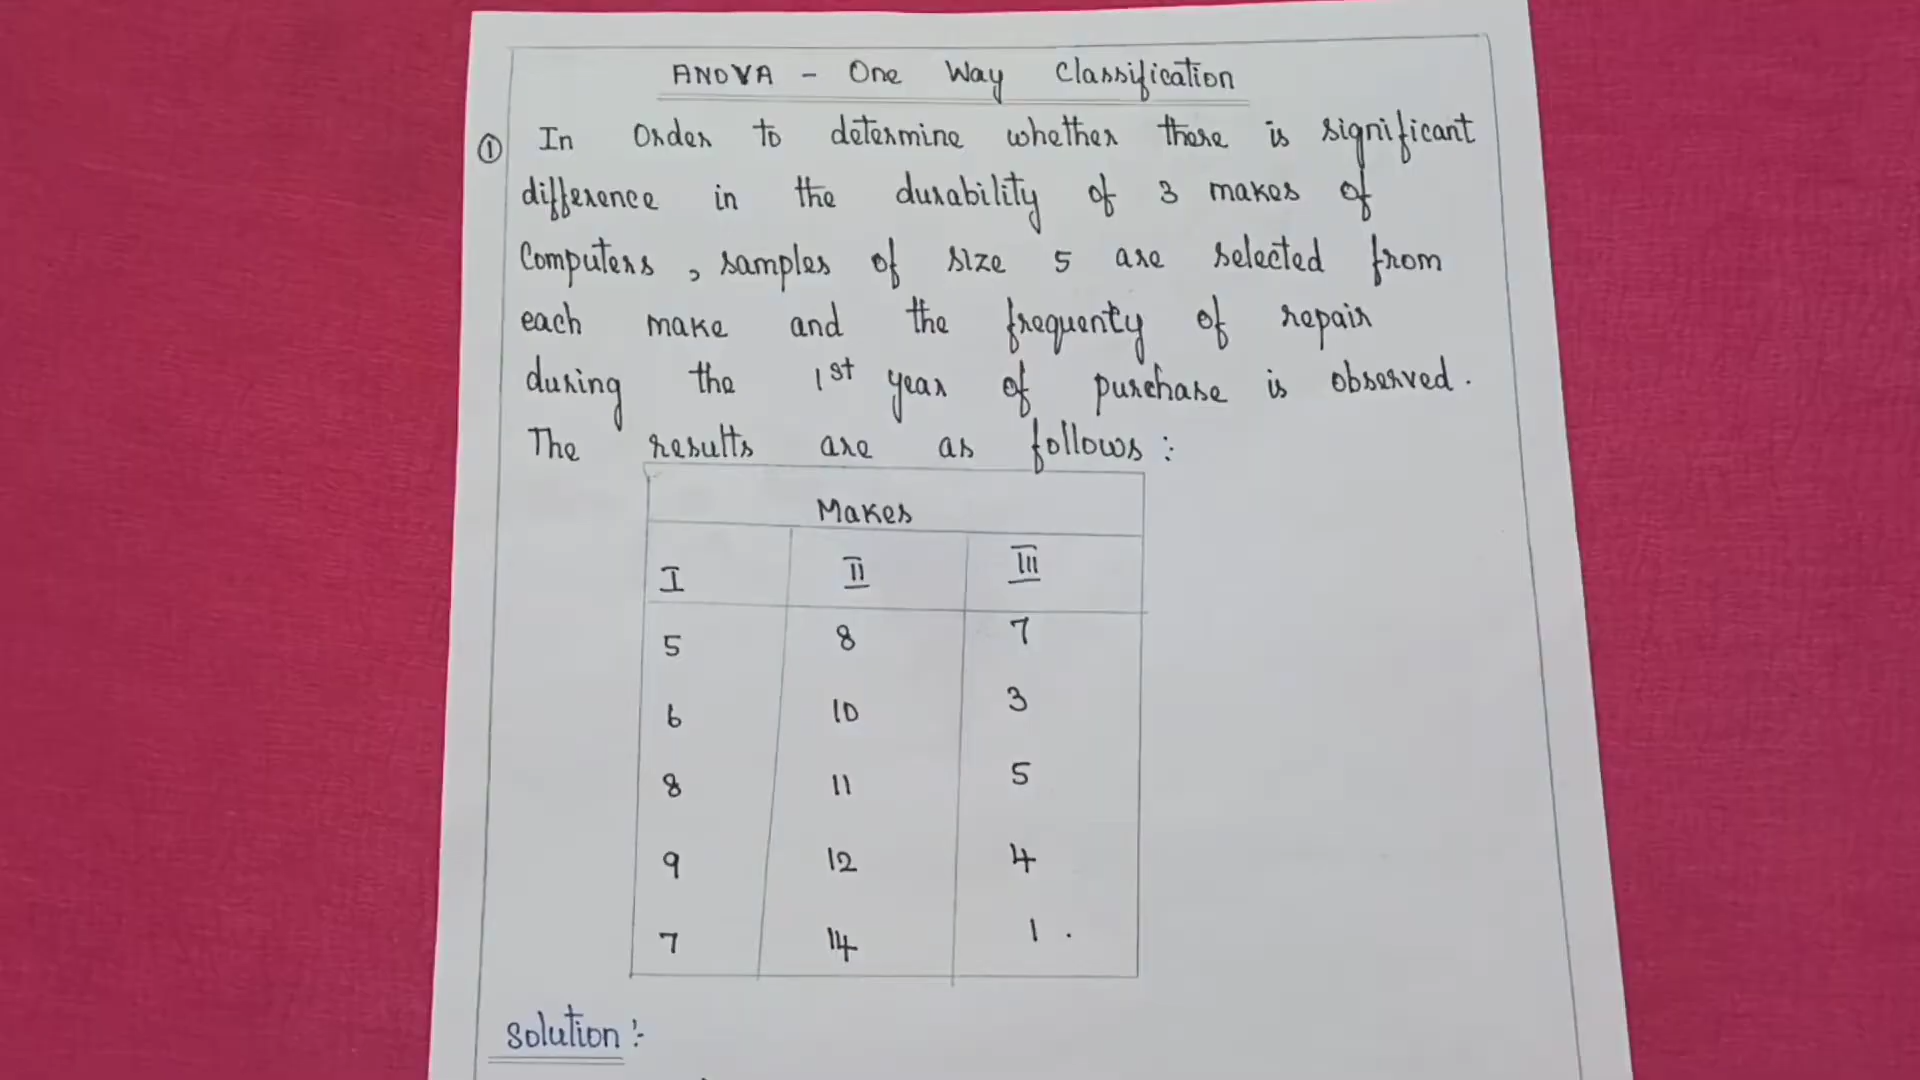 ANOVA - One Way Classification
① In Order to determine whether there is significant
difference in the durability of 3 makes of
Computers, samples of size 5 are selected from
each make and the frequenty of repair
during the 1st year of purchase is observed.
The results are as follows:
Makes
I II III
5 8 7
6 10 3
8 11 5
9 12 4
7 14 1.
Solution:-